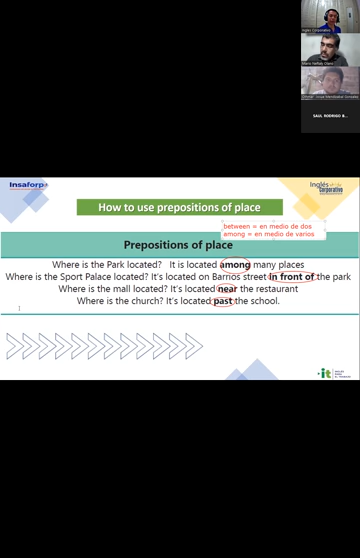 Inglés Corporativo
SAUL RODRIGO B...
Insaforp
Inglés
Corporativo
How to use prepositions of place
between = en medio de dos
among = en medio de varios
Prepositions of place
Where is the Park located? It is located among many places
Where is the Sport Palace located? It's located on Barrios street in front of the park
Where is the mall located? It's located near the restaurant
Where is the church? It's located past the school.
1
it